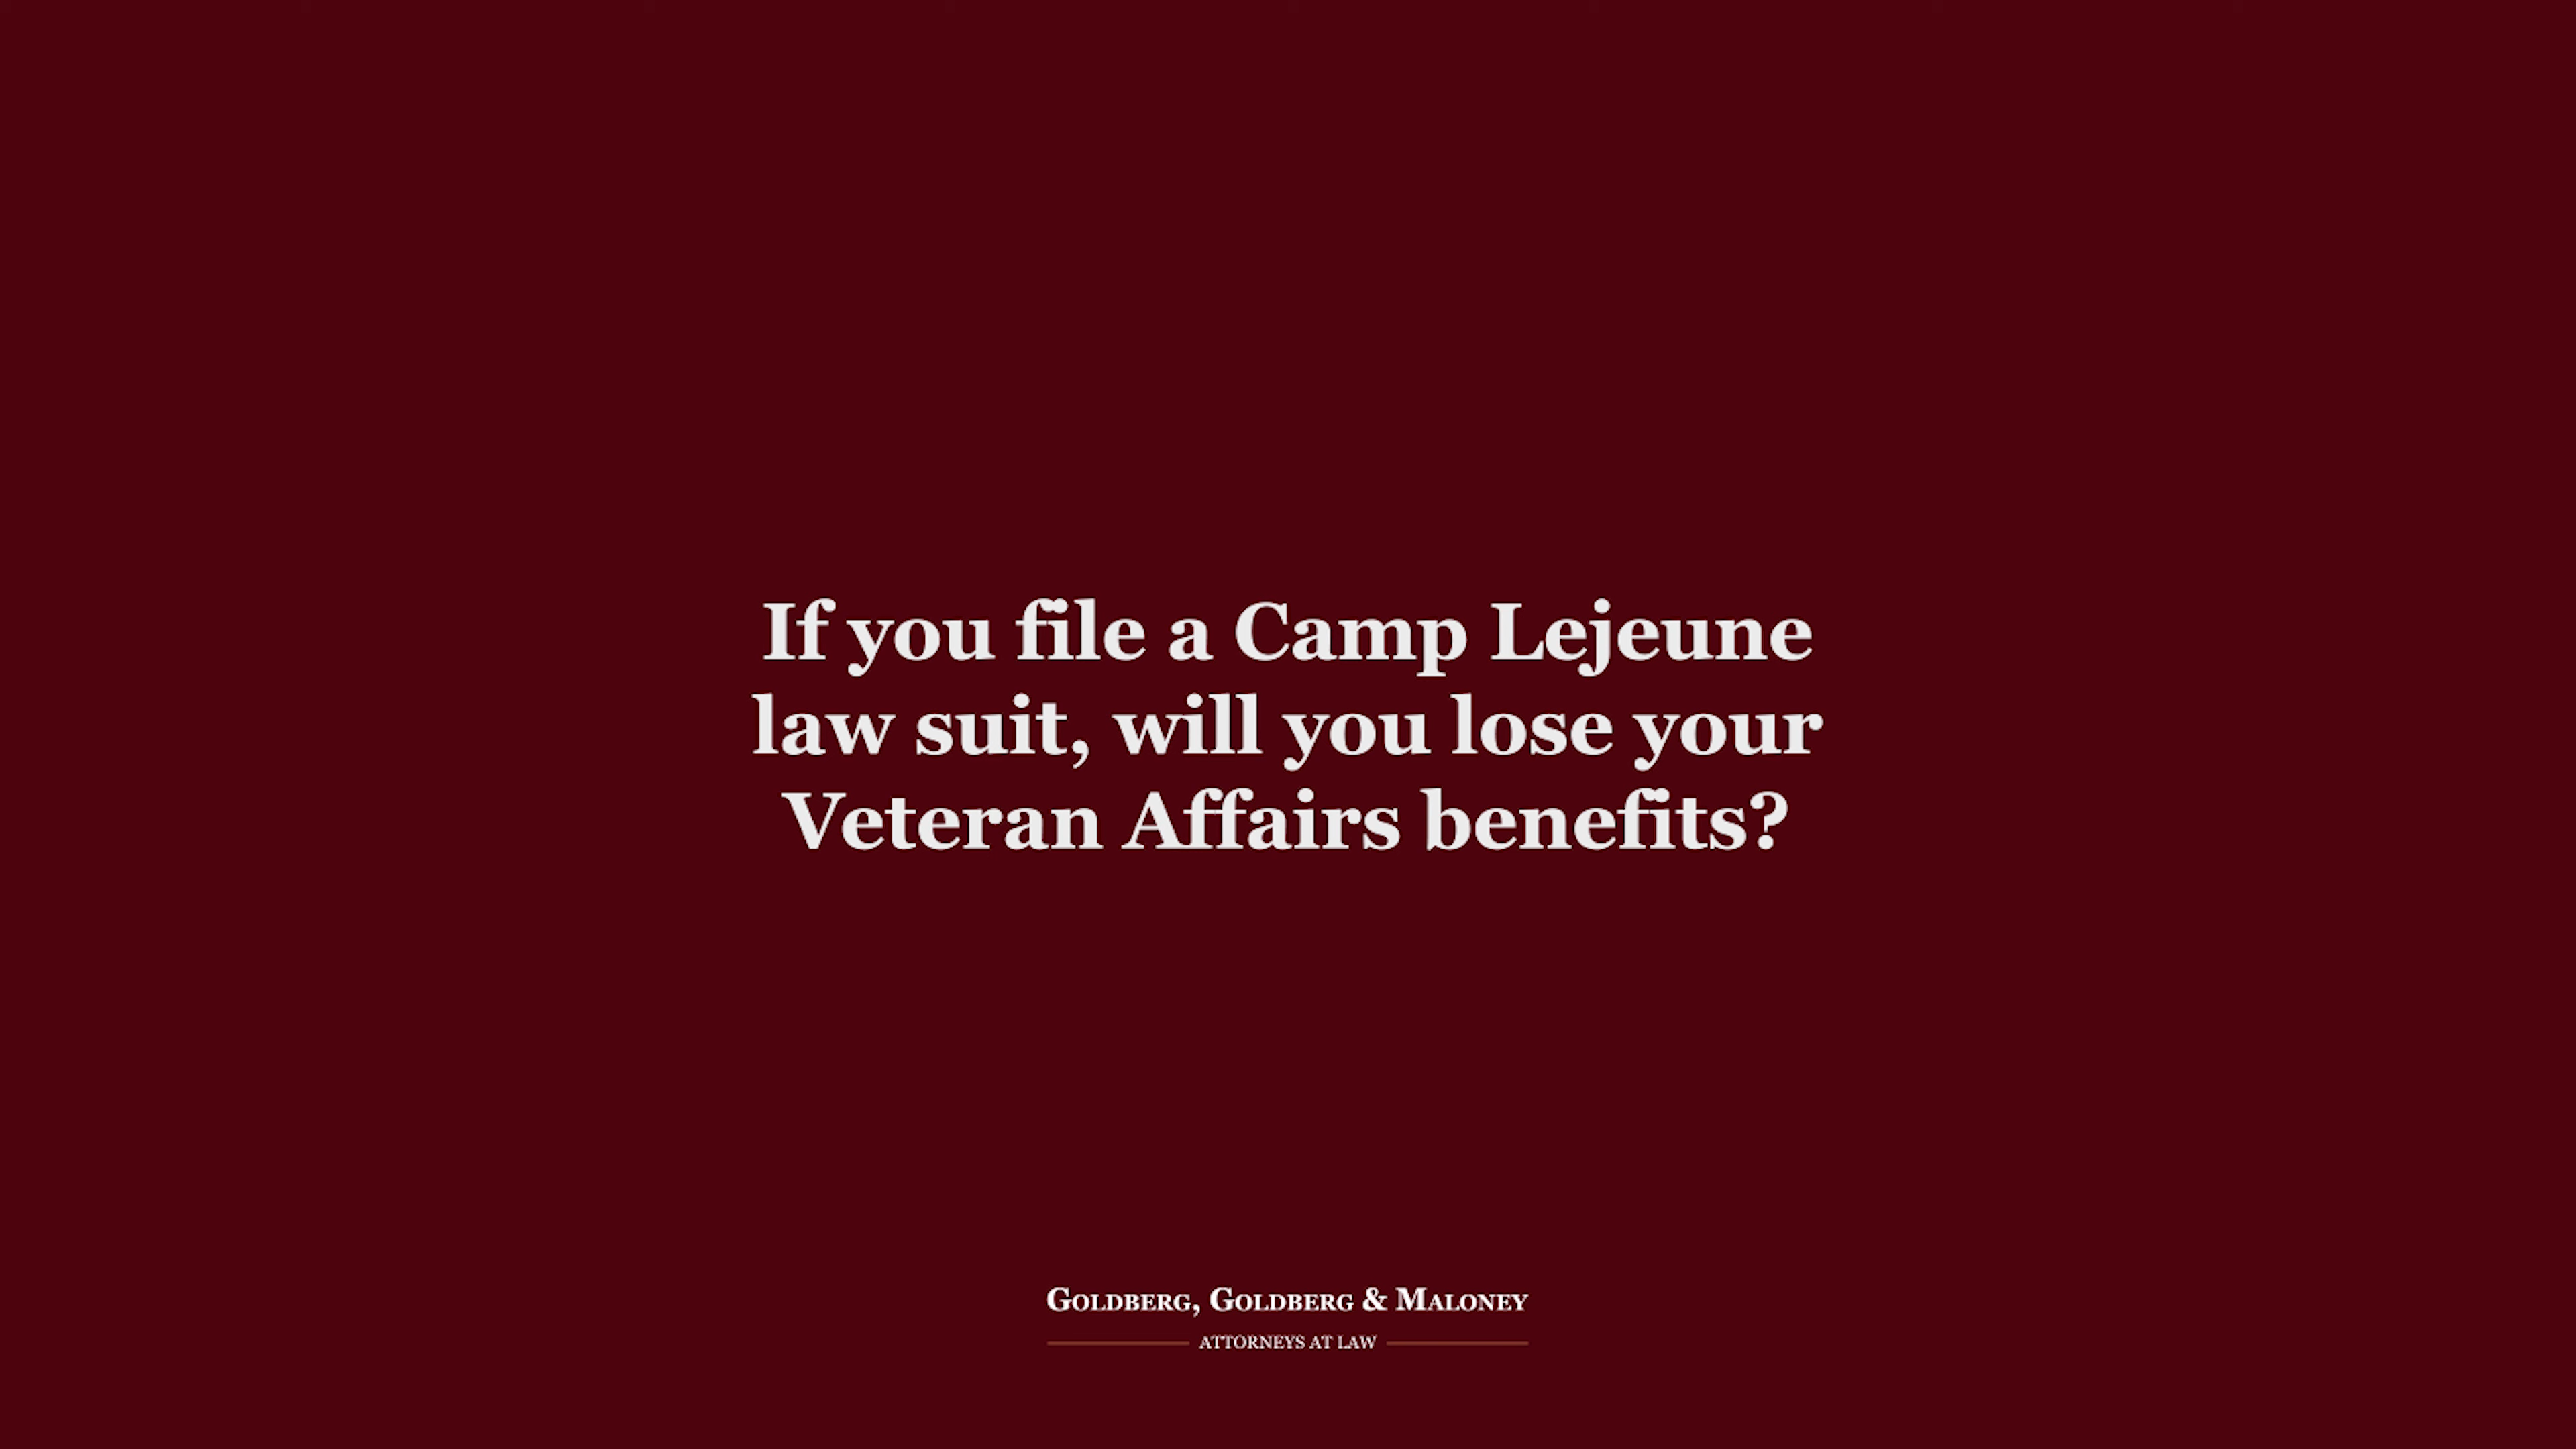 If you file a Camp Lejeune
law suit, will you lose your
Veteran Affairs benefits?
GOLDBERG, GOLDBERG & MALONEY
ATTORNEYS AT LAW